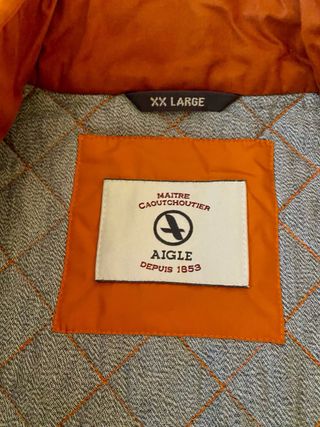 XX LARGE
MAITRE
CAOUTCHOUTIER
AIGLE
DEPUIS 1853